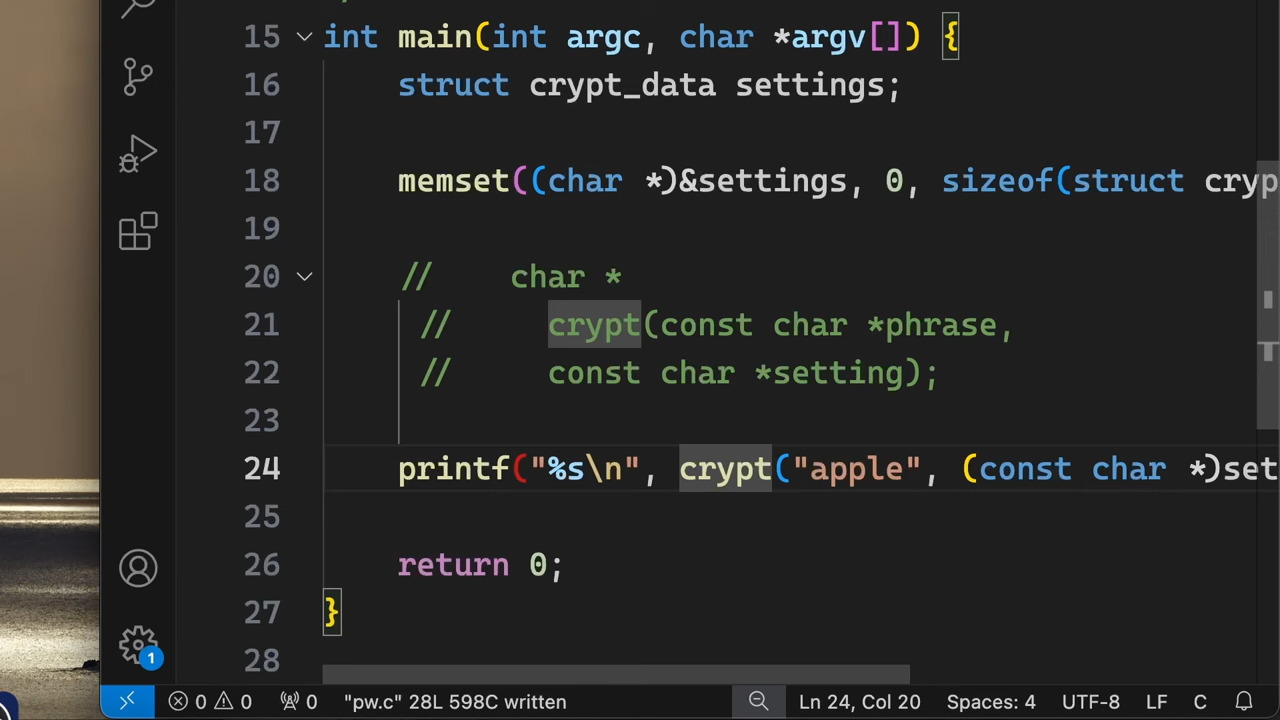 15 int main(int argc, char *argv[]) {
16 struct crypt_data settings;
17
18 memset((char *)&settings, 0, sizeof(struct cryp
19
20 // char *
21 // crypt(const char *phrase,
22 // const char *setting);
23
24 printf("%s\n", crypt("apple", (const char *)set
25
26 return 0;
27 }
28
1
0 0 0 "pw.c" 28L 598C written Ln 24, Col 20 Spaces: 4 UTF-8 LF C